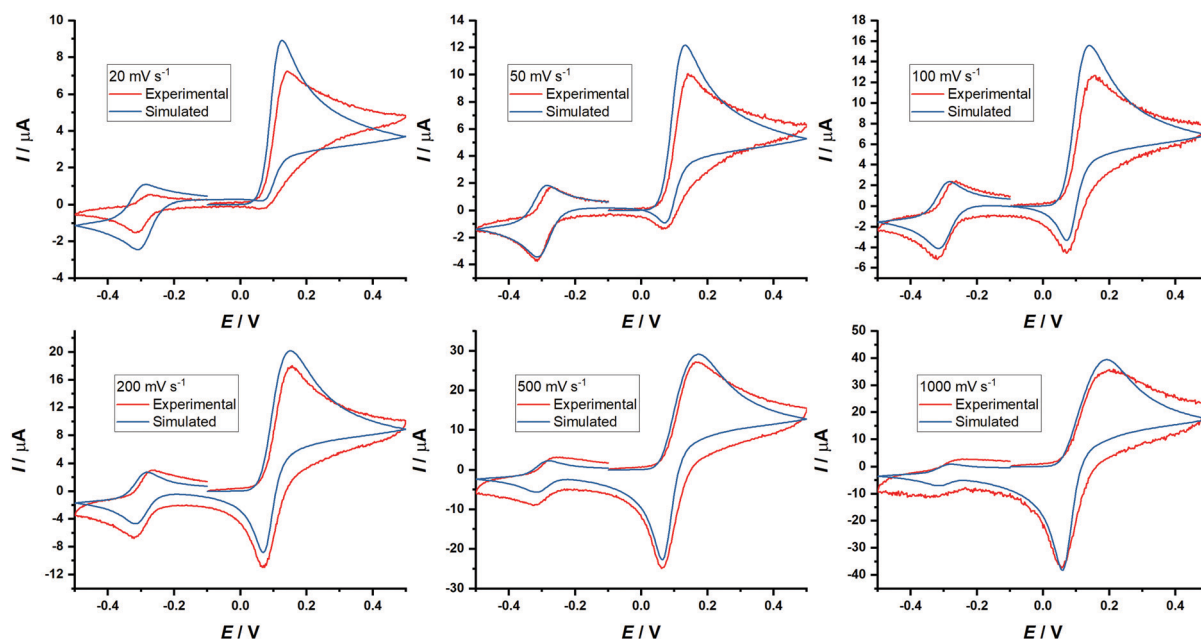 10
8
6
4
2
0
-2
-4
I / μA
20 mV s⁻¹
Experimental
Simulated
-0.4 -0.2 0.0 0.2 0.4
E / V
14
12
10
8
6
4
2
0
-2
-4
-6
I / μA
50 mV s⁻¹
Experimental
Simulated
-0.4 -0.2 0.0 0.2 0.4
E / V
18
16
14
12
10
8
6
4
2
0
-2
-4
-6
I / μA
100 mV s⁻¹
Experimental
Simulated
-0.4 -0.2 0.0 0.2 0.4
E / V
20
16
12
8
4
0
-4
-8
-12
I / μA
200 mV s⁻¹
Experimental
Simulated
-0.4 -0.2 0.0 0.2 0.4
E / V
30
20
10
0
-10
-20
-30
I / μA
500 mV s⁻¹
Experimental
Simulated
-0.4 -0.2 0.0 0.2 0.4
E / V
50
40
30
20
10
0
-10
-20
-30
-40
I / μA
1000 mV s⁻¹
Experimental
Simulated
-0.4 -0.2 0.0 0.2 0.4
E / V